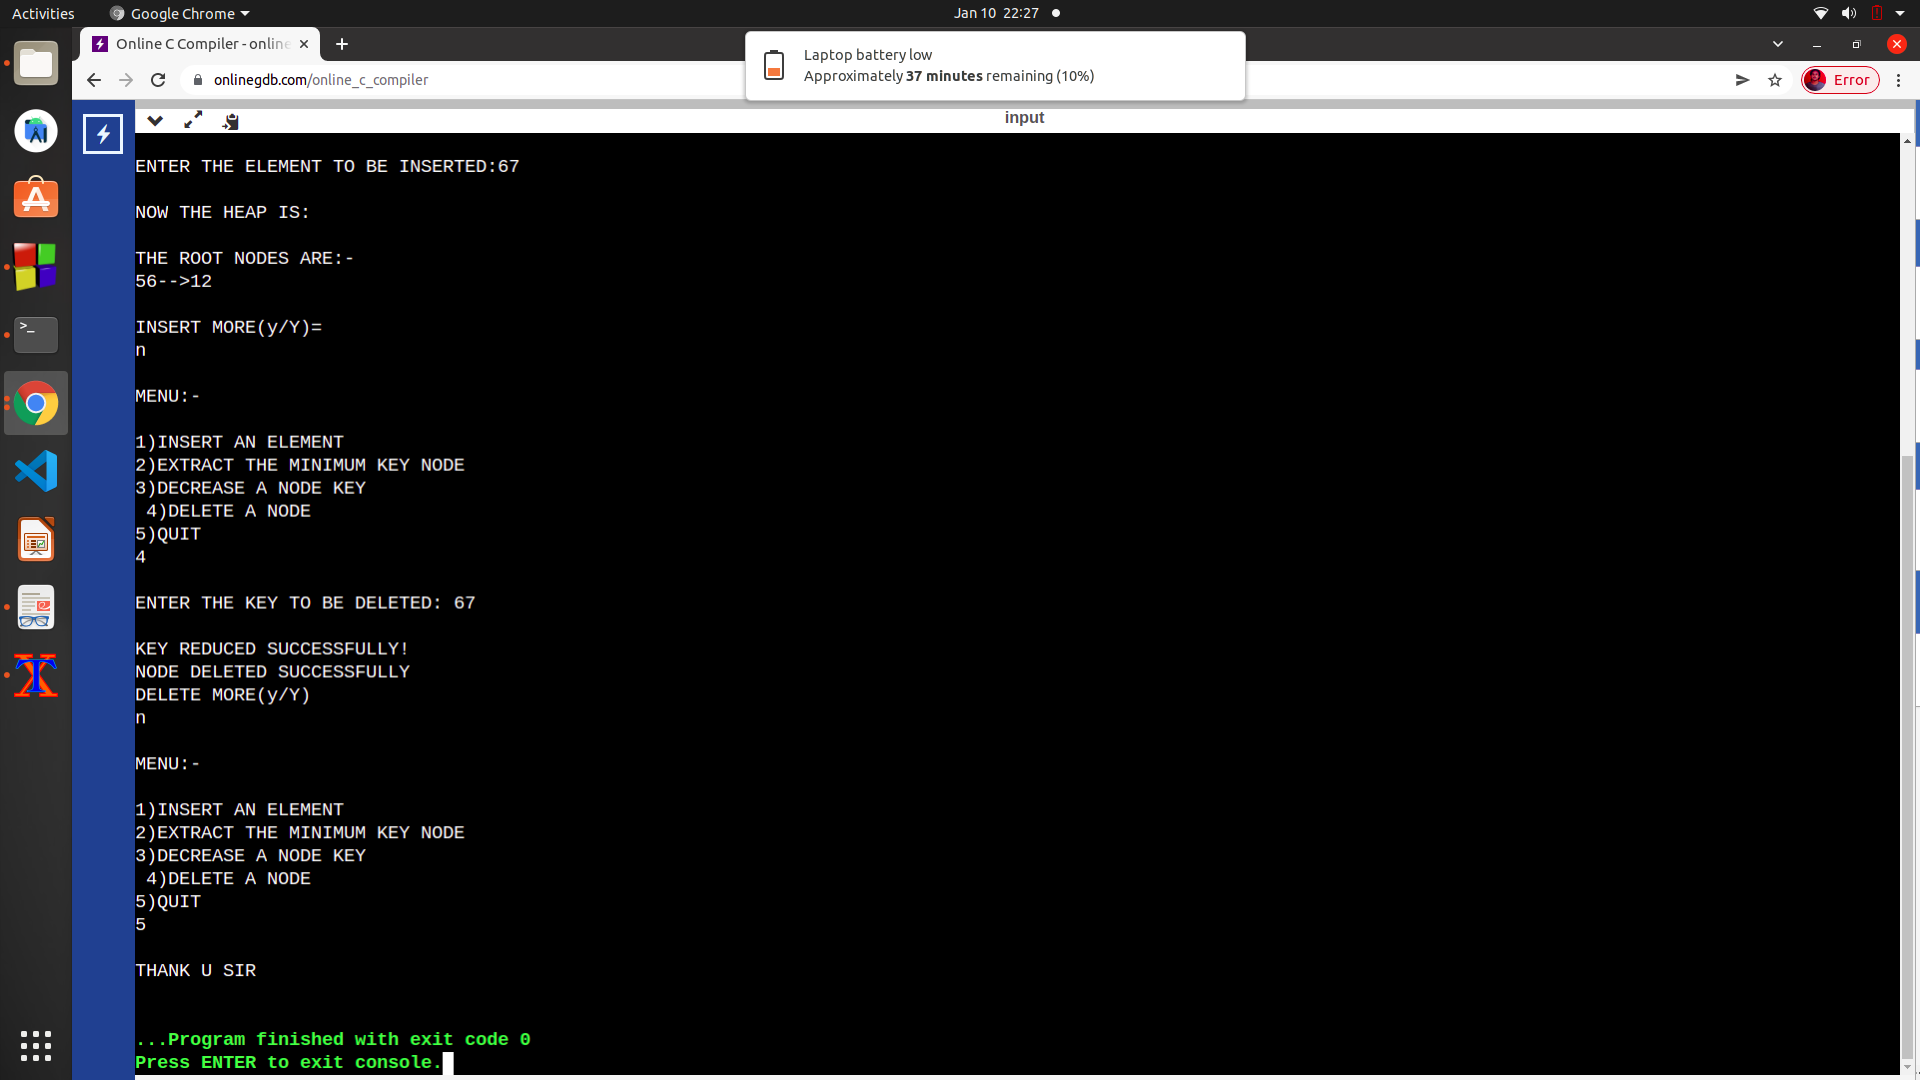 Activities
Google Chrome
Jan 10 22:27
Online C Compiler - online
Laptop battery low
Approximately 37 minutes remaining (10%)
onlinegdb.com/online_c_compiler
Error
input
ENTER THE ELEMENT TO BE INSERTED:67
NOW THE HEAP IS:
THE ROOT NODES ARE:-
56-->12
INSERT MORE(y/Y)=
n
MENU:-
1)INSERT AN ELEMENT
2)EXTRACT THE MINIMUM KEY NODE
3)DECREASE A NODE KEY
4)DELETE A NODE
5)QUIT
4
ENTER THE KEY TO BE DELETED: 67
KEY REDUCED SUCCESSFULLY!
NODE DELETED SUCCESSFULLY
DELETE MORE(y/Y)
n
MENU:-
1)INSERT AN ELEMENT
2)EXTRACT THE MINIMUM KEY NODE
3)DECREASE A NODE KEY
4)DELETE A NODE
5)QUIT
5
THANK U SIR
...Program finished with exit code 0
Press ENTER to exit console.